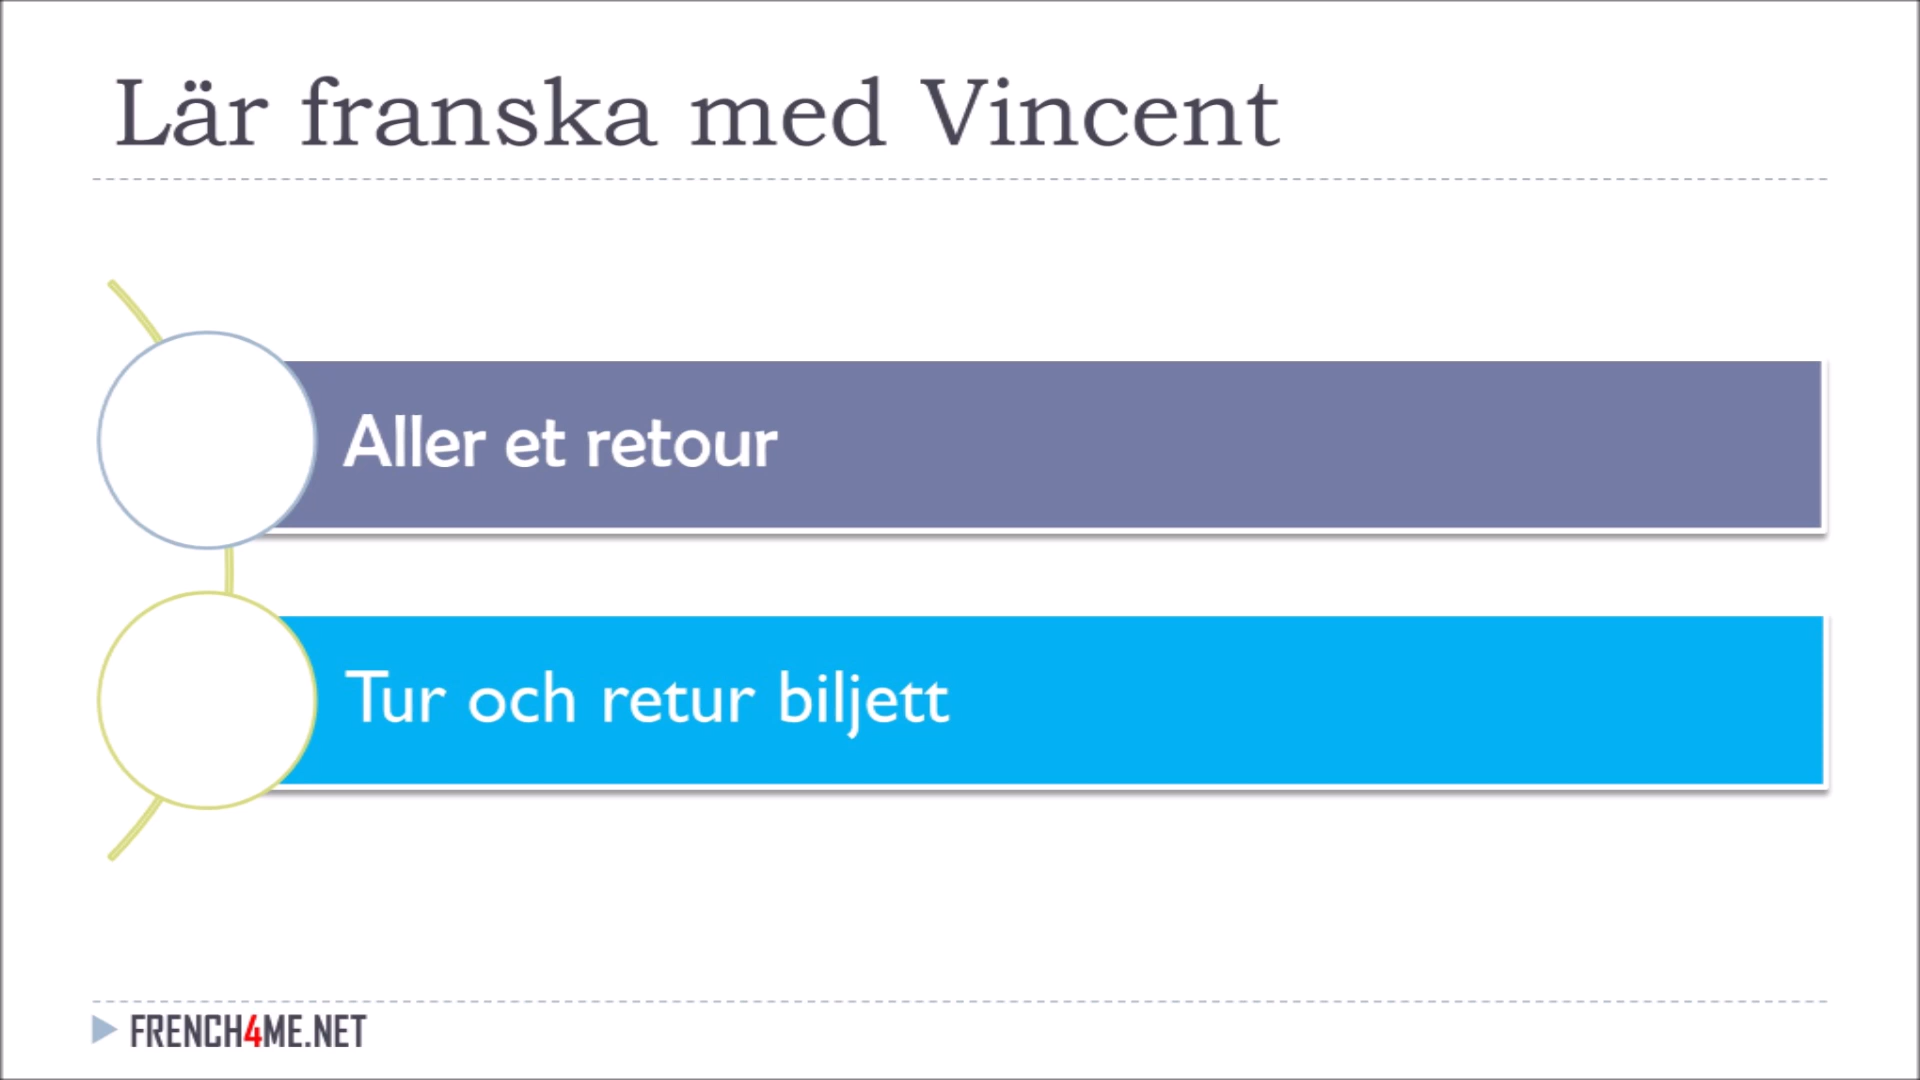 Lär franska med Vincent
Aller et retour
Tur och retur biljett
FRENCH4ME.NET